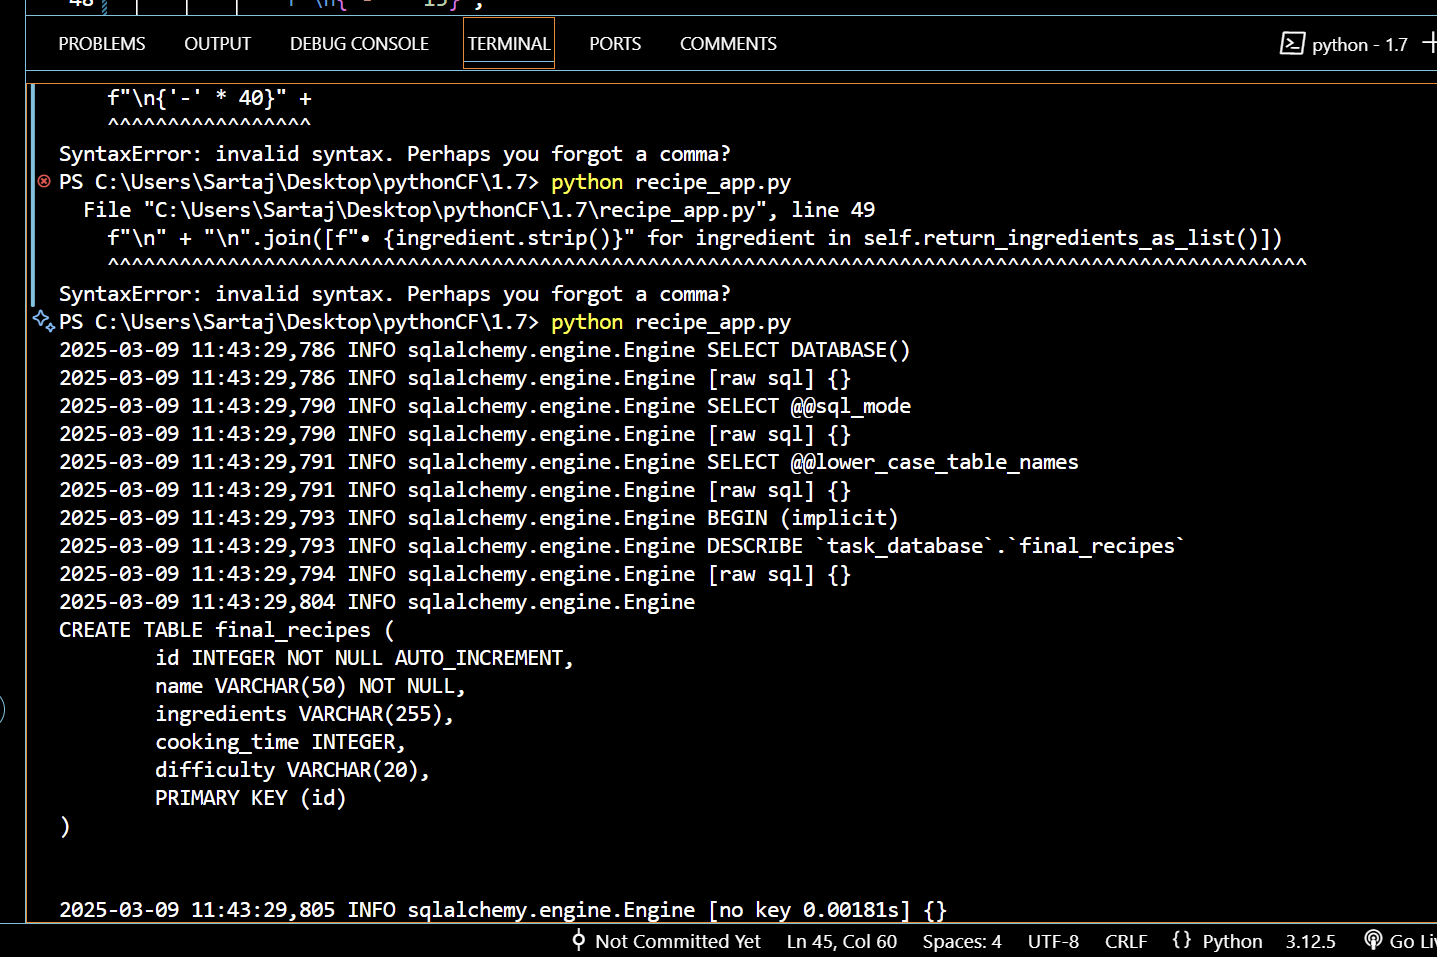 PROBLEMS OUTPUT DEBUG CONSOLE TERMINAL PORTS COMMENTS python - 1.7
f"\n{'-' * 40}" +
^^^^^^^^^^^^^^^^^
SyntaxError: invalid syntax. Perhaps you forgot a comma?
PS C:\Users\Sartaj\Desktop\pythonCF\1.7> python recipe_app.py
File "C:\Users\Sartaj\Desktop\pythonCF\1.7\recipe_app.py", line 49
f"\n" + "\n".join([f"• {ingredient.strip()}" for ingredient in self.return_ingredients_as_list()])
^^^^^^^^^^^^^^^^^^^^^^^^^^^^^^^^^^^^^^^^^^^^^^^^^^^^^^^^^^^^^^^^^^^^^^^^^^^^^^^^^^^^^^^^^^^^^^^^^^^^
SyntaxError: invalid syntax. Perhaps you forgot a comma?
PS C:\Users\Sartaj\Desktop\pythonCF\1.7> python recipe_app.py
2025-03-09 11:43:29,786 INFO sqlalchemy.engine.Engine SELECT DATABASE()
2025-03-09 11:43:29,786 INFO sqlalchemy.engine.Engine [raw sql] {}
2025-03-09 11:43:29,790 INFO sqlalchemy.engine.Engine SELECT @@sql_mode
2025-03-09 11:43:29,790 INFO sqlalchemy.engine.Engine [raw sql] {}
2025-03-09 11:43:29,791 INFO sqlalchemy.engine.Engine SELECT @@lower_case_table_names
2025-03-09 11:43:29,791 INFO sqlalchemy.engine.Engine [raw sql] {}
2025-03-09 11:43:29,793 INFO sqlalchemy.engine.Engine BEGIN (implicit)
2025-03-09 11:43:29,793 INFO sqlalchemy.engine.Engine DESCRIBE `task_database`.`final_recipes`
2025-03-09 11:43:29,794 INFO sqlalchemy.engine.Engine [raw sql] {}
2025-03-09 11:43:29,804 INFO sqlalchemy.engine.Engine
CREATE TABLE final_recipes (
id INTEGER NOT NULL AUTO_INCREMENT,
name VARCHAR(50) NOT NULL,
ingredients VARCHAR(255),
cooking_time INTEGER,
difficulty VARCHAR(20),
PRIMARY KEY (id)
)
2025-03-09 11:43:29,805 INFO sqlalchemy.engine.Engine [no key 0.00181s] {}
Not Committed Yet Ln 45, Col 60 Spaces: 4 UTF-8 CRLF {} Python 3.12.5 Go